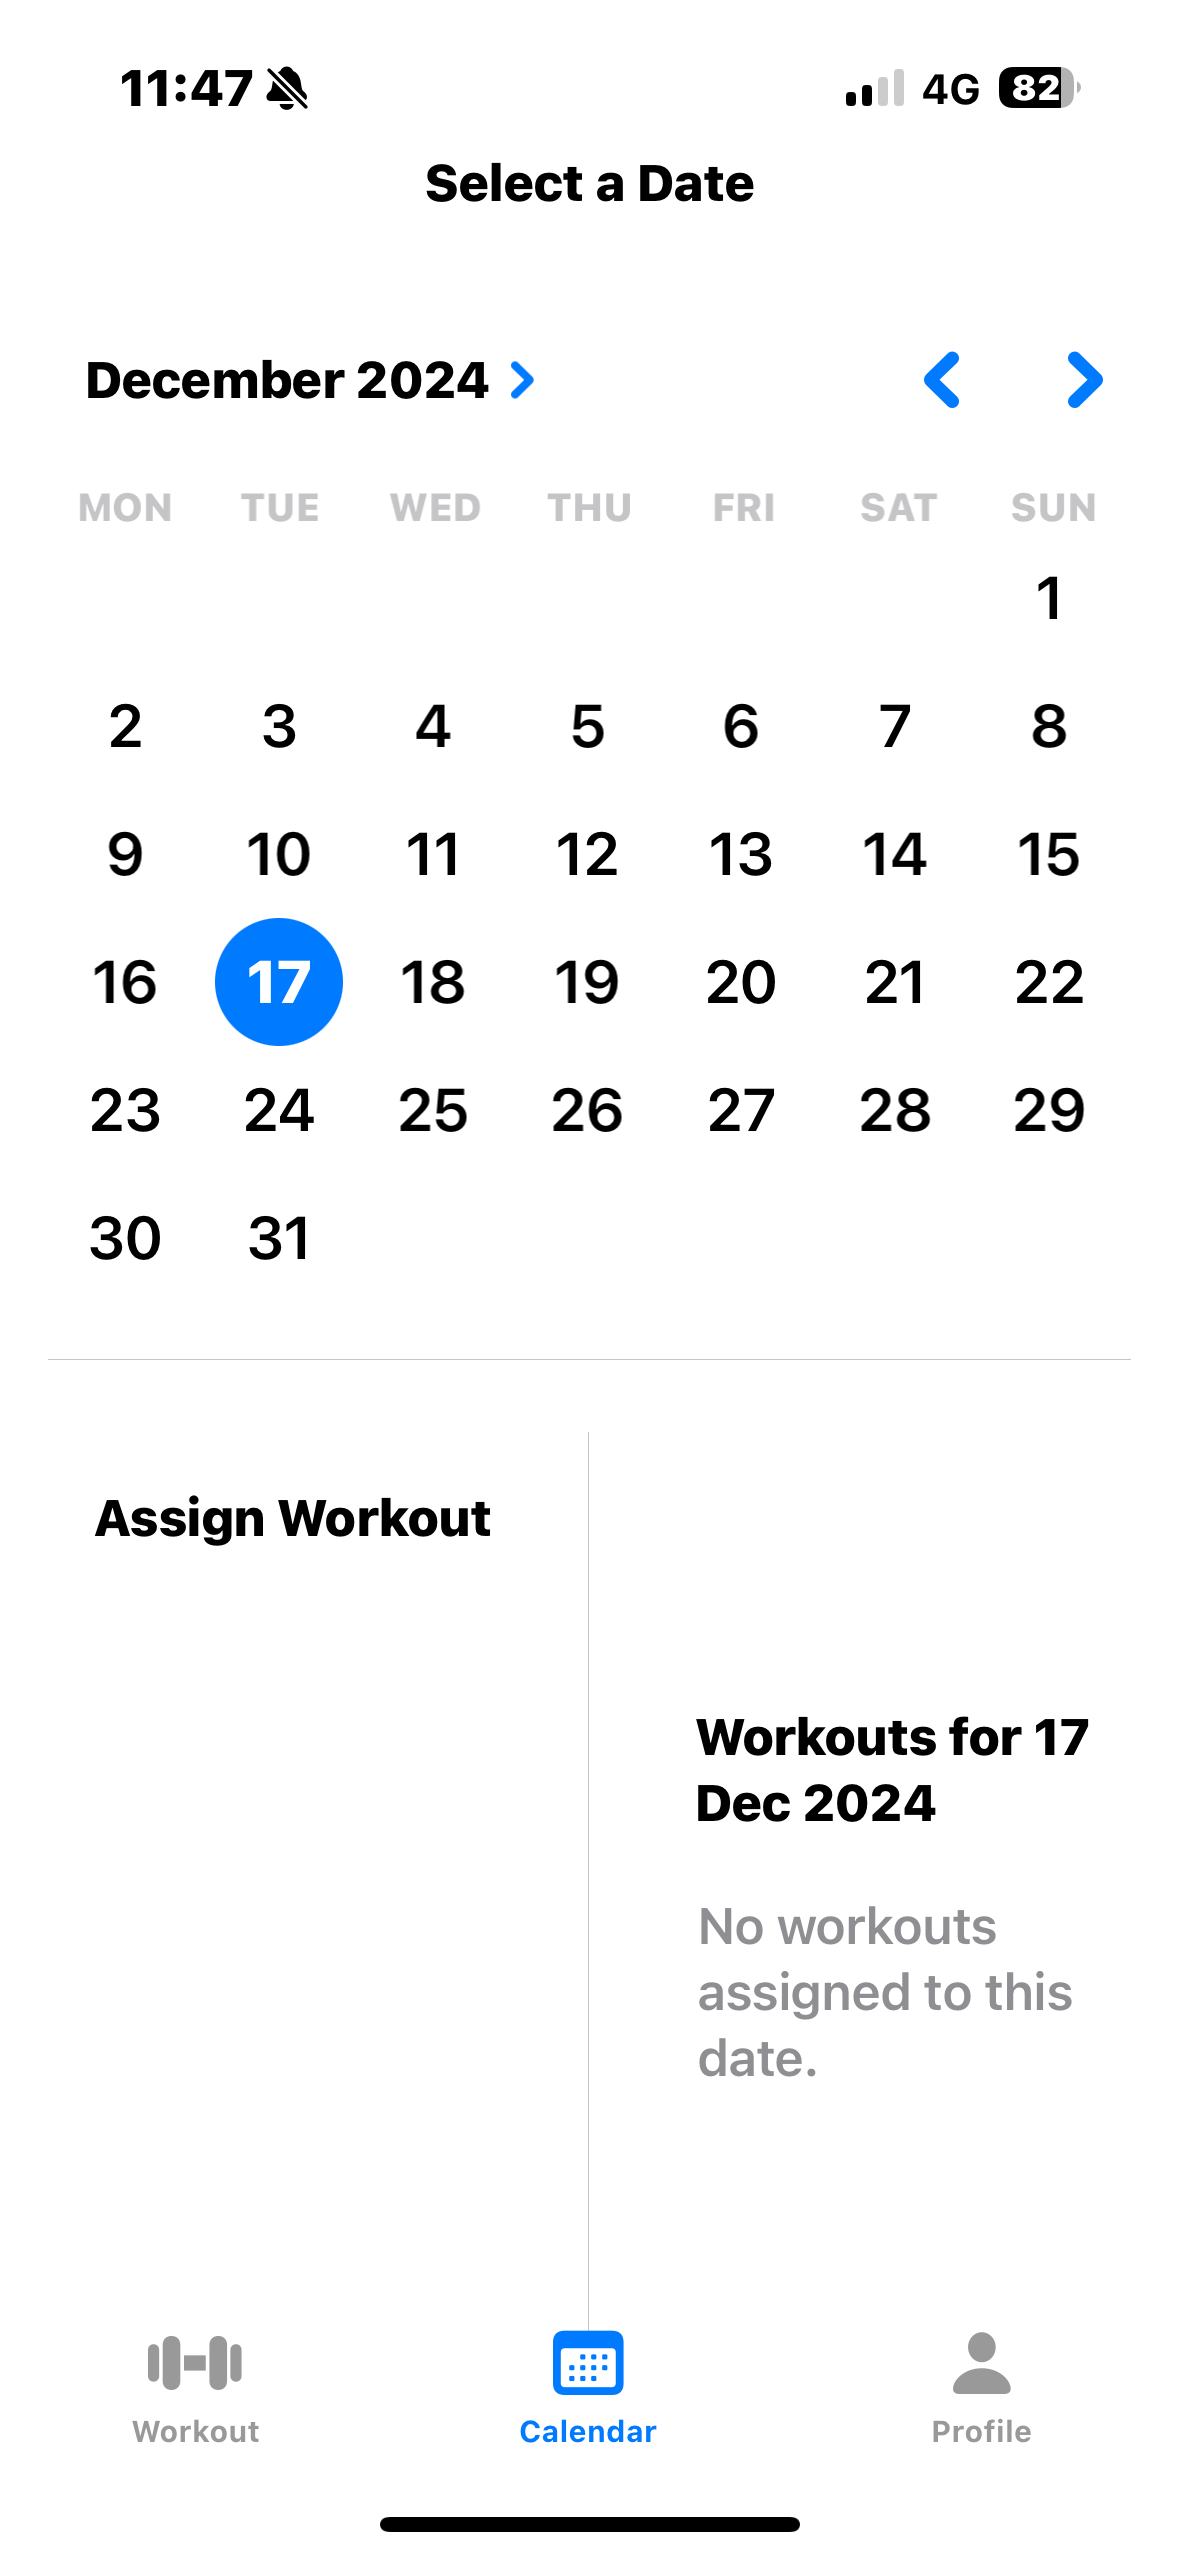 11:47
4G 82
Select a Date
December 2024
MON TUE WED THU FRI SAT SUN
1
2 3 4 5 6 7 8
9 10 11 12 13 14 15
16 17 18 19 20 21 22
23 24 25 26 27 28 29
30 31
Assign Workout
Workouts for 17
Dec 2024
No workouts
assigned to this
date.
Workout Calendar Profile